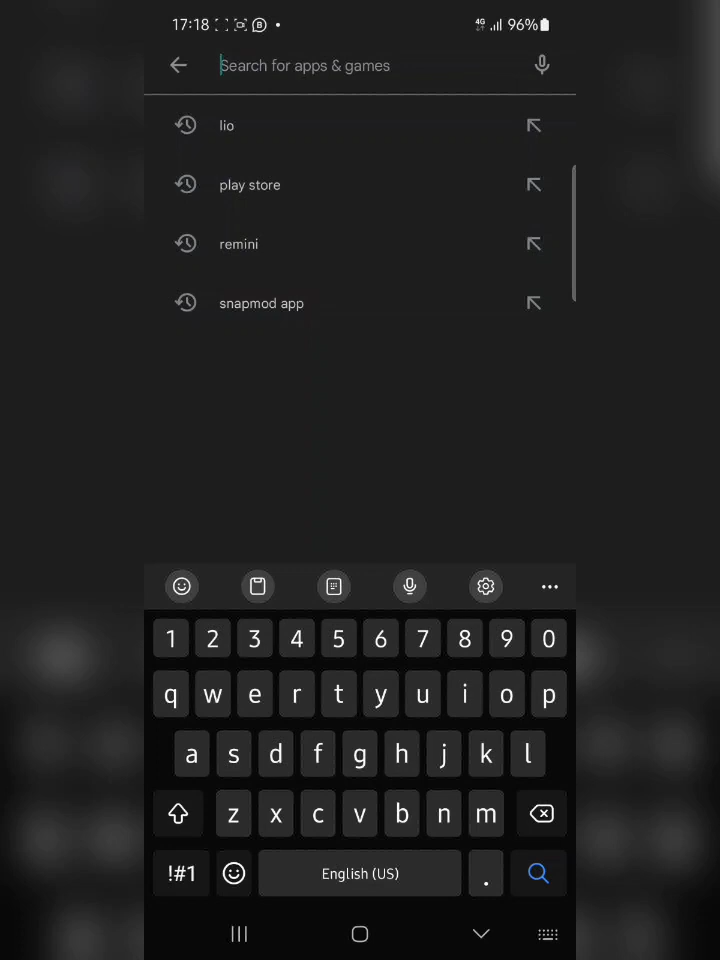 17:18 4G 96%
Search for apps & games
lio
play store
remini
snapmod app
1 2 3 4 5 6 7 8 9 0
q w e r t y u i o p
a s d f g h j k l
z x c v b n m
!#1 English (US) .